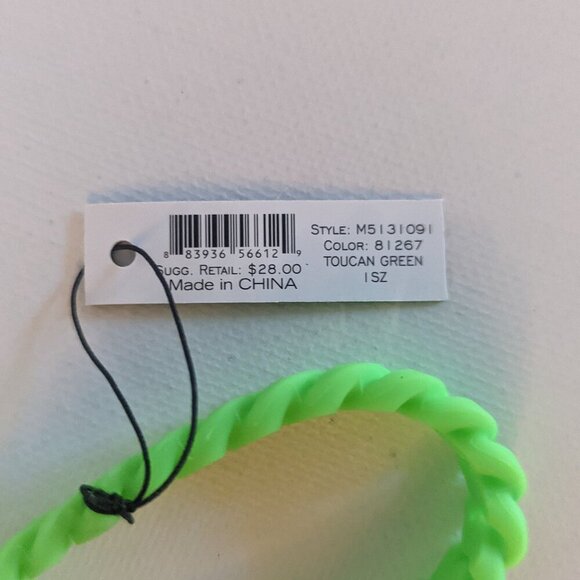 8 83936 56612 9
Sugg. Retail: $28.00
Made in CHINA
Style: M5131091
Color: 81267
TOUCAN GREEN
1SZ